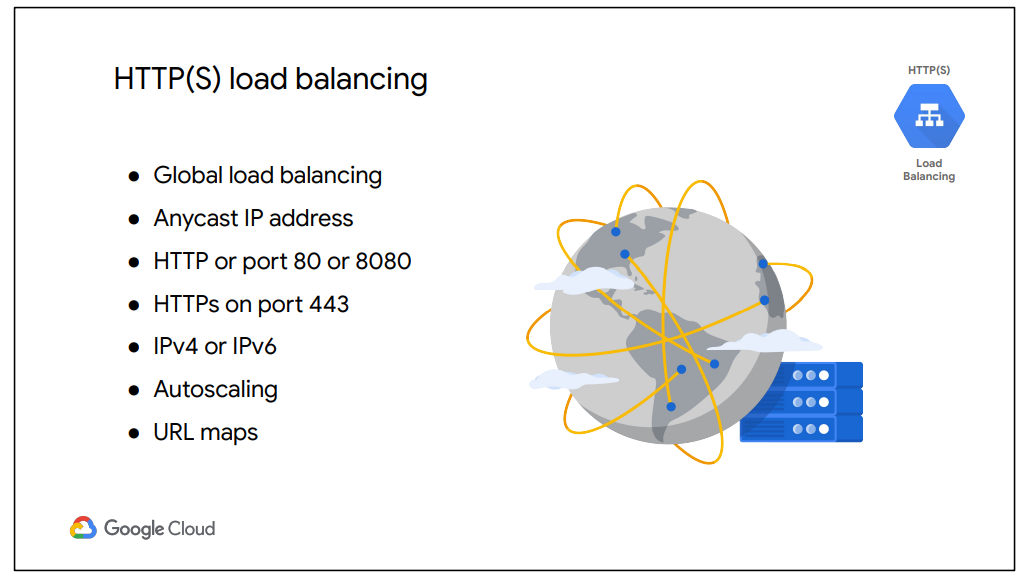 HTTP(S) load balancing
HTTP(S)
Load
Balancing
● Global load balancing
● Anycast IP address
● HTTP or port 80 or 8080
● HTTPs on port 443
● IPv4 or IPv6
● Autoscaling
● URL maps
Google Cloud